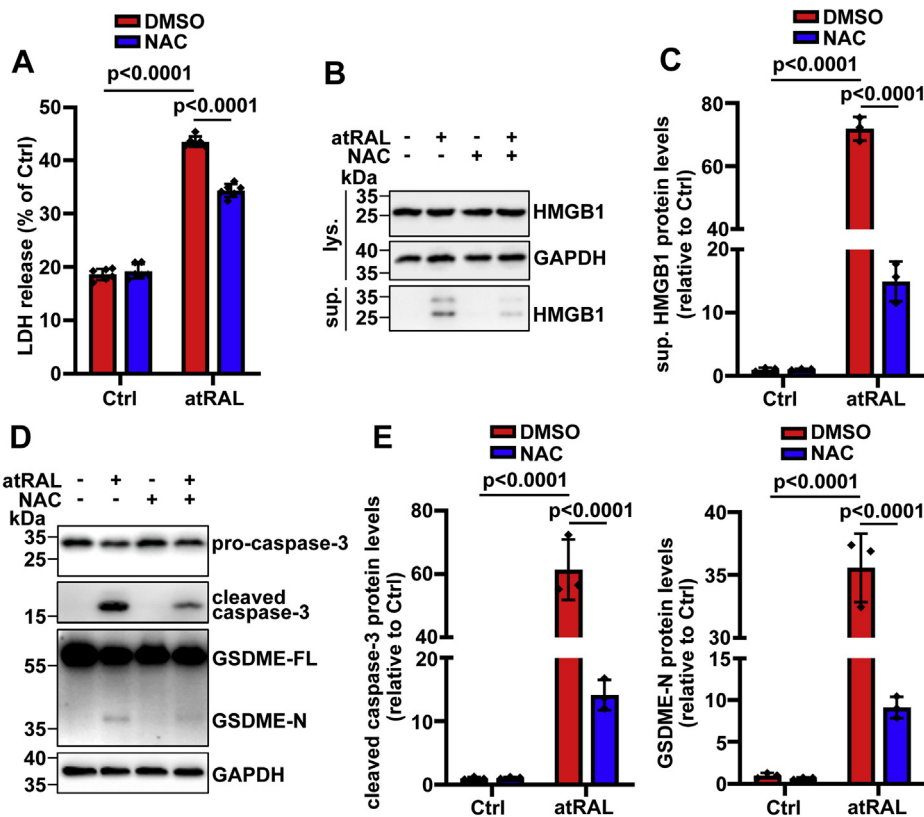 A
DMSO
NAC
p<0.0001
p<0.0001
LDH release (% of Ctrl)
50
40
30
20
10
0
Ctrl
atRAL
B
atRAL - + - +
NAC - - + +
kDa
lys.
35
25
HMGB1
40
35
GAPDH
sup.
35
25
HMGB1
C
DMSO
NAC
p<0.0001
p<0.0001
sup. HMGB1 protein levels
(relative to Ctrl)
80
60
40
20
10
0
Ctrl
atRAL
D
atRAL - + - +
NAC - - + +
kDa
35
25
pro-caspase-3
15
cleaved
caspase-3
55
GSDME-FL
35
GSDME-N
40
35
GAPDH
E
DMSO
NAC
p<0.0001
p<0.0001
cleaved caspase-3 protein levels
(relative to Ctrl)
80
60
40
20
10
0
Ctrl
atRAL
DMSO
NAC
p<0.0001
p<0.0001
GSDME-N protein levels
(relative to Ctrl)
40
35
30
15
10
5
0
Ctrl
atRAL